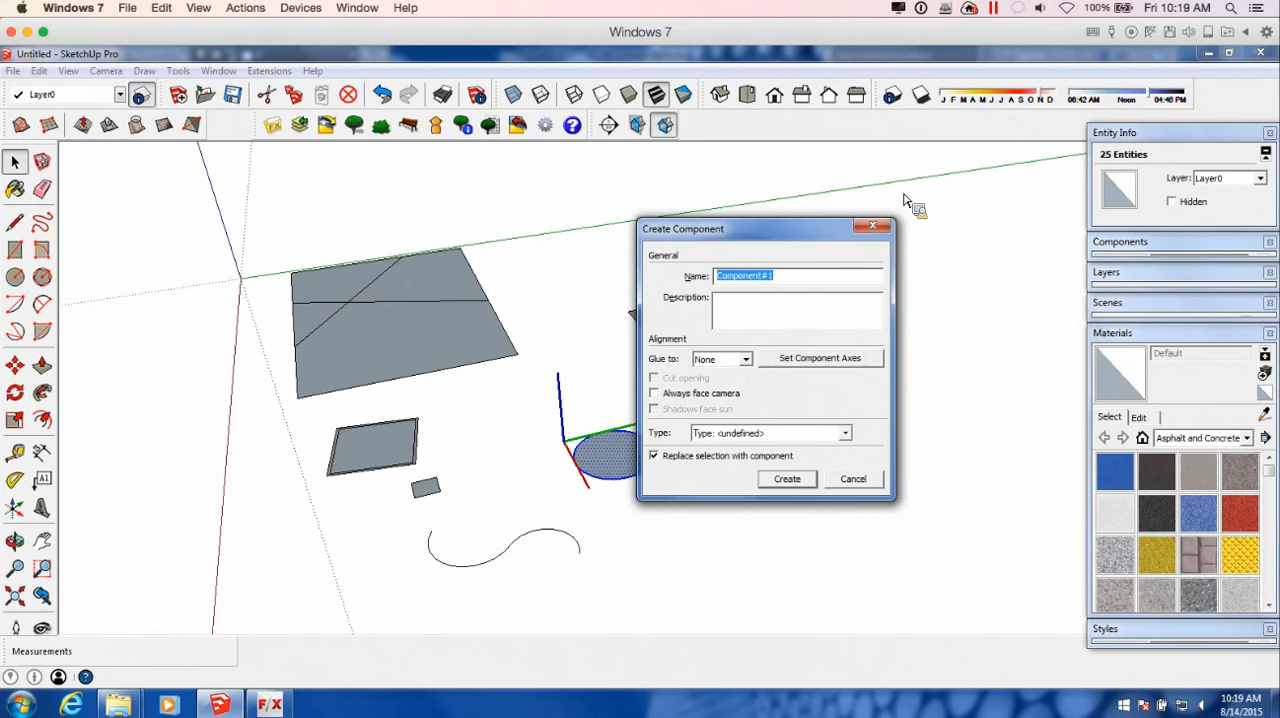 Windows 7 File Edit View Actions Devices Window Help 100% Fri 10:19 AM
Windows 7
Untitled - SketchUp Pro
File Edit View Camera Draw Tools Window Extensions Help
Layer0
J F M A M J J A S O N D 06:42 AM Noon 04:46 PM
Entity Info
25 Entities
Layer: Layer0
Hidden
Components
Layers
Scenes
Materials
Default
Select Edit
Asphalt and Concrete
Styles
Create Component
General
Name: Component#1
Description:
Alignment
Glue to: None Set Component Axes
Cut opening
Always face camera
Shadows face sun
Type: Type: <undefined>
Replace selection with component
Create Cancel
A1
Measurements
F/X
10:19 AM
8/14/2015